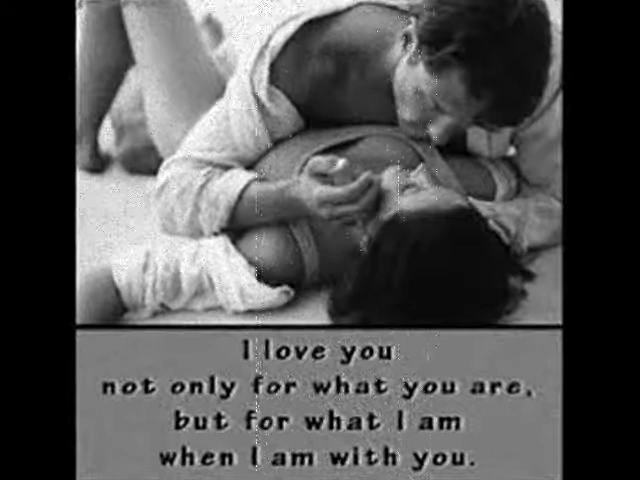 I love you
not only for what you are,
but for what I am
when I am with you.